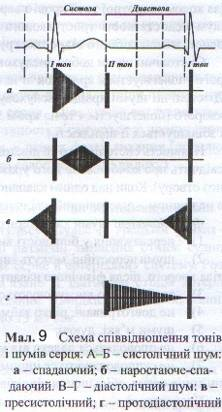 Систола Диастола
I тон II тон I тон
а
б
в
г
Мал. 9 Схема співвідношення тонів
і шумів серця: А–Б – систолічний шум:
а – спадаючий; б – наростаюче-спа-
даючий. В–Г – діастолічний шум: в –
пресистолічний; г – протодіастолічний